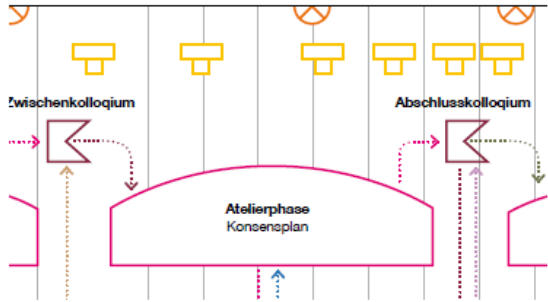 Zwischenkolloqium
Abschlusskolloqium
Atelierphase
Konsensplan